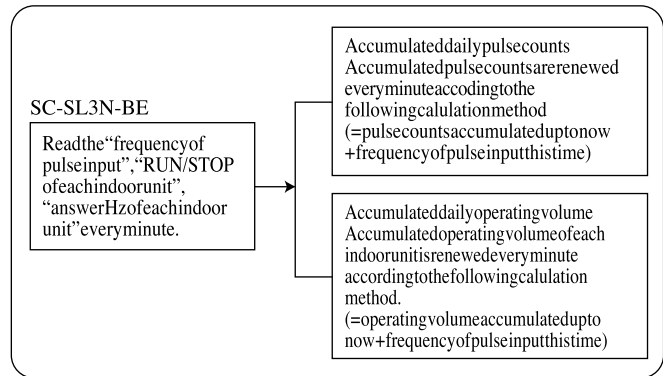 SC-SL3N-BE
Readthe“frequencyof
pulseinput”,“RUN/STOP
ofeachindoorunit”,
“answerHzofeachindoor
unit”everyminute.
Accumulateddailypulsecounts
Accumulatedpulsecountsarerenewed
everyminuteaccodingtothe
followingcalulationmethod
(=pulsecountsaccumulateduptonow
+frequencyofpulseinputthistime)
Accumulateddailyoperatingvolume
Accumulatedoperatingvolumeofeach
indoorunitisrenewedeveryminute
accordingtothefollowingcalulation
method.
(=operatingvolumeaccumulatedupto
now+frequencyofpulseinputthistime)